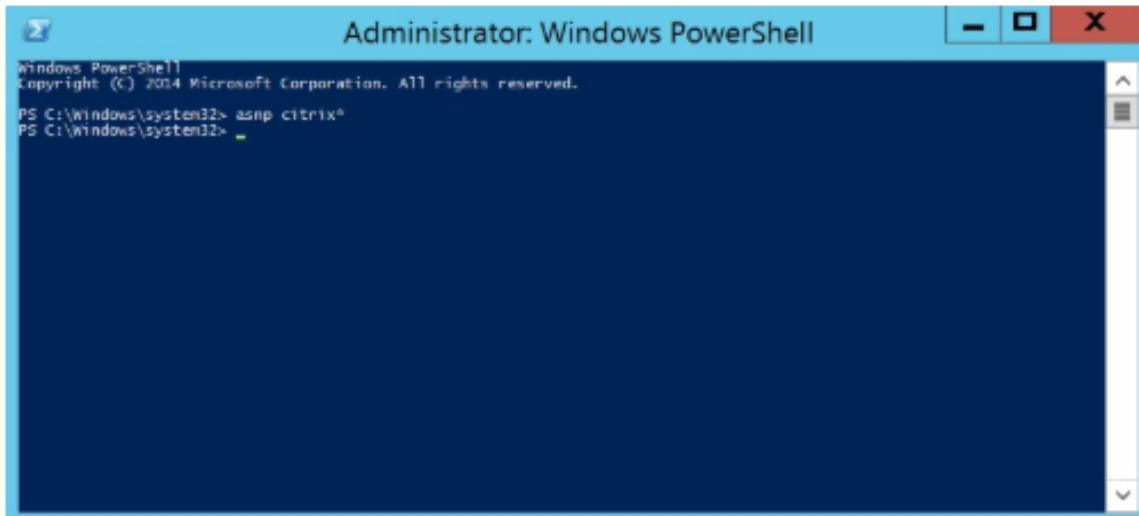 Administrator: Windows PowerShell
Windows PowerShell
Copyright (C) 2014 Microsoft Corporation. All rights reserved.
PS C:\Windows\system32> asnp citrix*
PS C:\Windows\system32> _